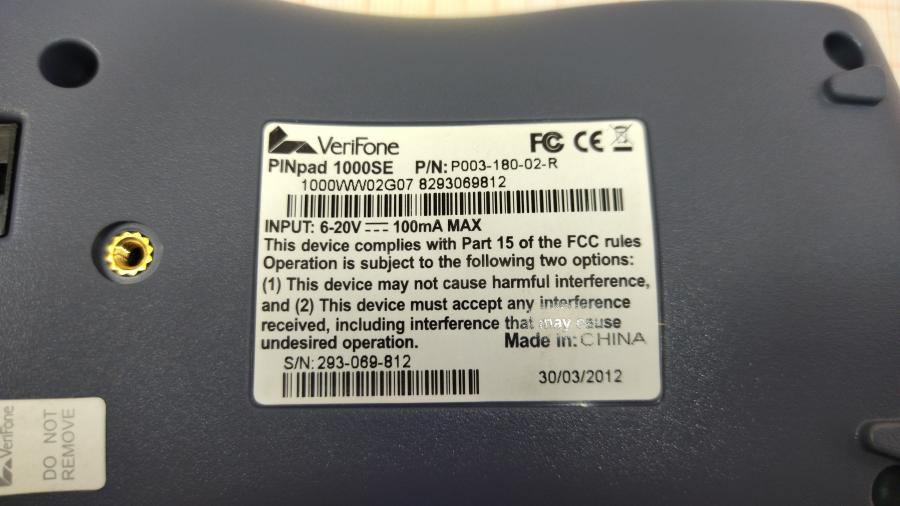 VeriFone
FC CE
PINpad 1000SE P/N: P003-180-02-R
1000WW02G07 8293069812
INPUT: 6-20V ⎓ 100mA MAX
This device complies with Part 15 of the FCC rules
Operation is subject to the following two options:
(1) This device may not cause harmful interference,
and (2) This device must accept any interference
received, including interference that may cause
undesired operation.
Made in: CHINA
S/N: 293-069-812
30/03/2012
VeriFone
DO NOT
REMOVE